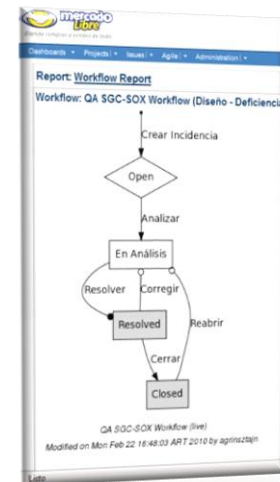 mercado
Libre
Dashboards Projects Issues Agile Administration
Report: Workflow Report
Workflow: QA SGC-SOX Workflow (Diseño - Deficiencia
Crear Incidencia
Open
Analizar
En Análisis
Resolver
Corregir
Resolved
Reabrir
Cerrar
Closed
QA SGC-SOX Workflow (live)
Modified on Mon Feb 22 16:48:03 ART 2010 by agrinsztajn
Listo